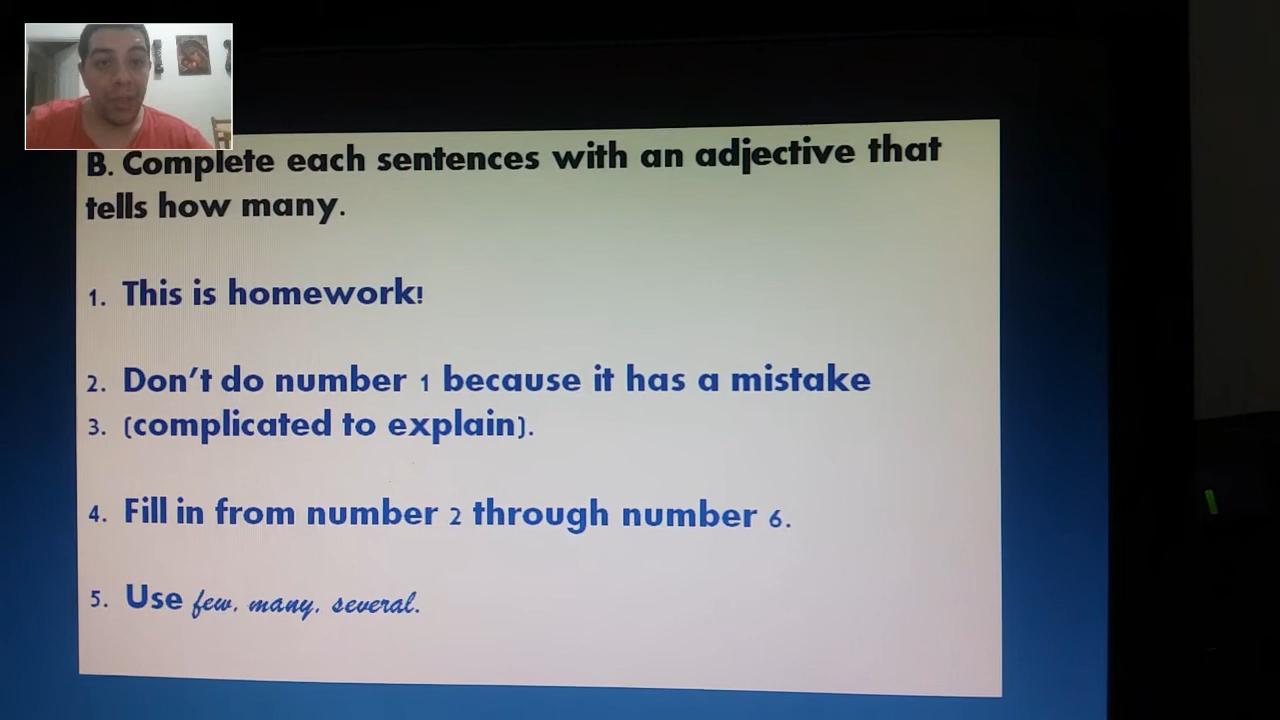 B. Complete each sentences with an adjective that
tells how many.
1. This is homework!
2. Don't do number 1 because it has a mistake
3. (complicated to explain).
4. Fill in from number 2 through number 6.
5. Use few, many, several.